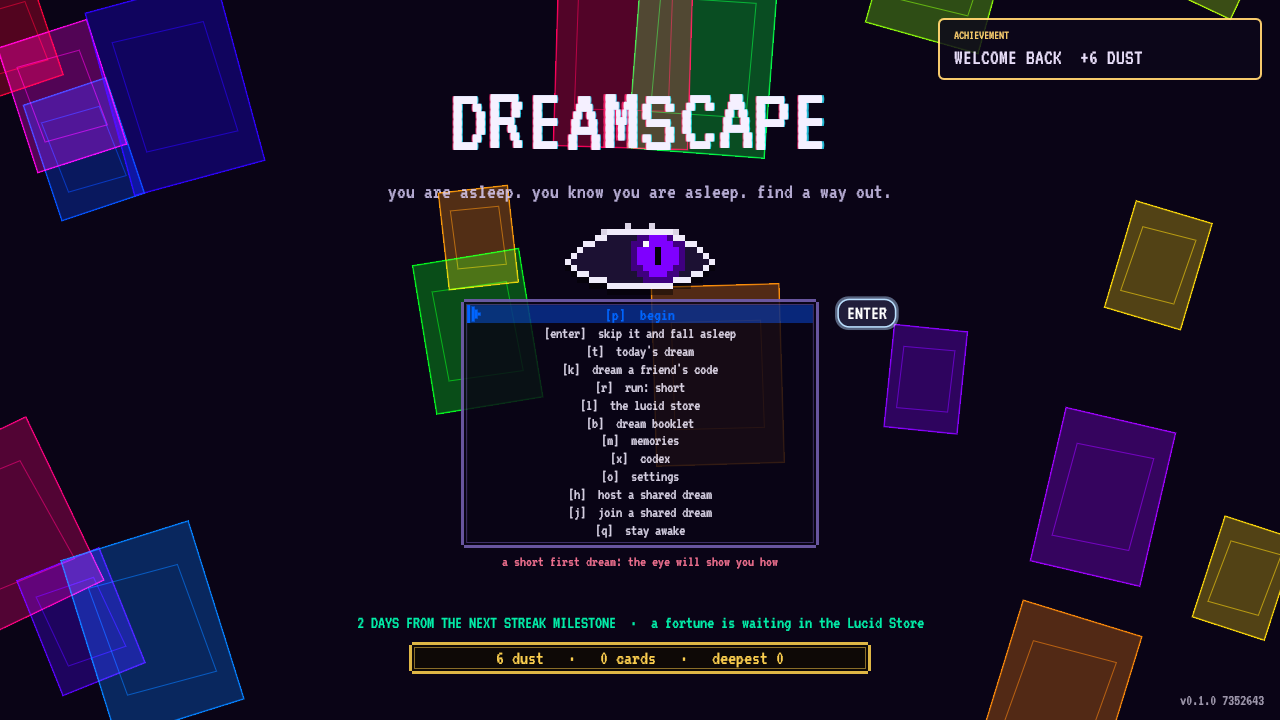 ACHIEVEMENT
WELCOME BACK +6 DUST
DREAMSCAPE
you are asleep. you know you are asleep. find a way out.
[p] begin
ENTER
[enter] skip it and fall asleep
[t] today's dream
[k] dream a friend's code
[r] run: short
[l] the lucid store
[b] dream booklet
[m] memories
[x] codex
[o] settings
[h] host a shared dream
[j] join a shared dream
[q] stay awake
a short first dream: the eye will show you how
2 DAYS FROM THE NEXT STREAK MILESTONE · a fortune is waiting in the Lucid Store
6 dust · 0 cards · deepest 0
v0.1.0 7352643